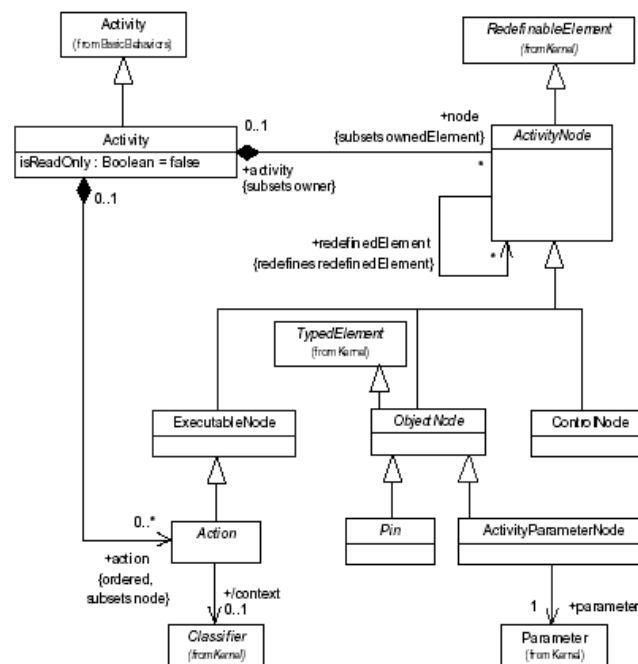 Activity
(from BasicBehaviors)
RedefinableElement
(from Kernel)
Activity
isReadOnly : Boolean = false
0..1
+activity
{subsets owner}
+node
{subsets ownedElement}
*
ActivityNode
0..1
+redefinedElement
{redefines redefinedElement}
*
TypedElement
(from Kernel)
ExecutableNode
ObjectNode
ControlNode
0..*
+action
{ordered,
subsets node}
Action
Pin
ActivityParameterNode
+/context
0..1
1
+parameter
Classifier
(from Kernel)
Parameter
(from Kernel)